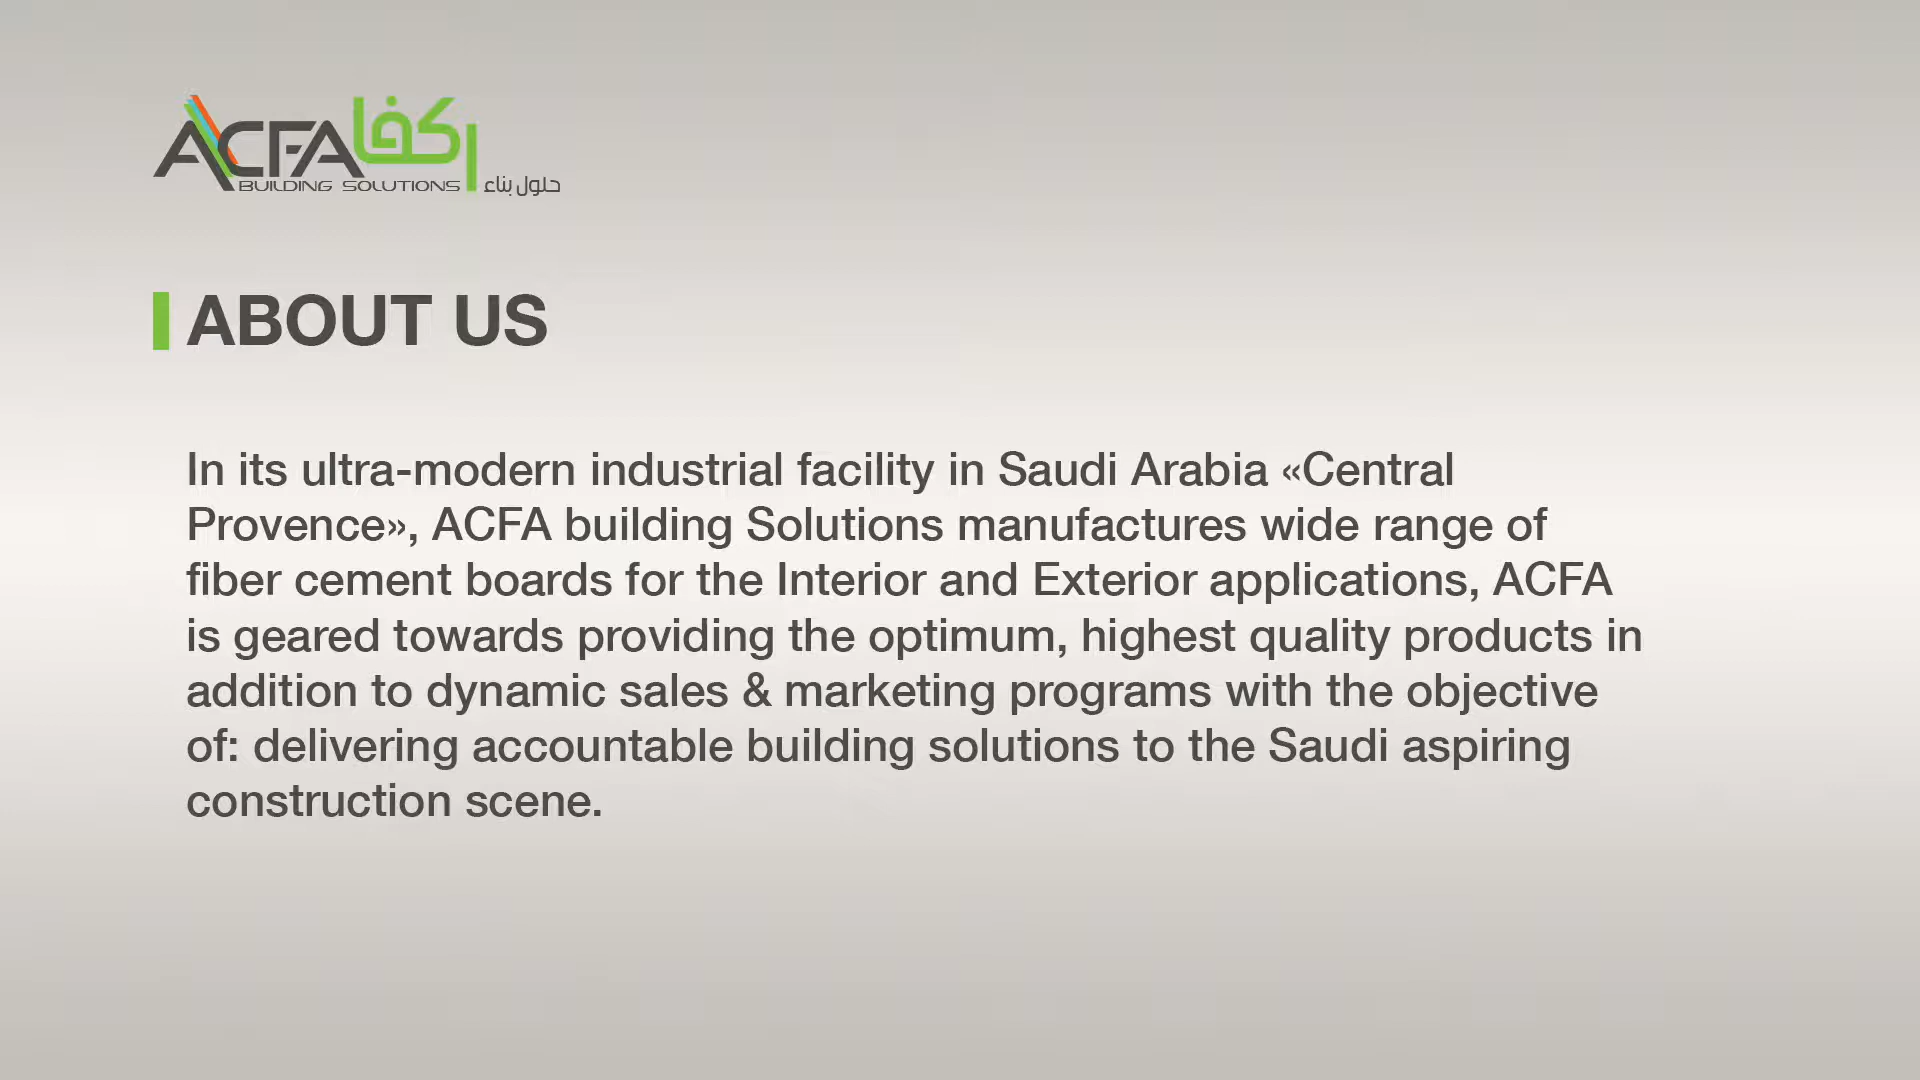 ACFA اركفا
BUILDING SOLUTIONS حلول بناء
ABOUT US
In its ultra-modern industrial facility in Saudi Arabia «Central
Provence», ACFA building Solutions manufactures wide range of
fiber cement boards for the Interior and Exterior applications, ACFA
is geared towards providing the optimum, highest quality products in
addition to dynamic sales & marketing programs with the objective
of: delivering accountable building solutions to the Saudi aspiring
construction scene.